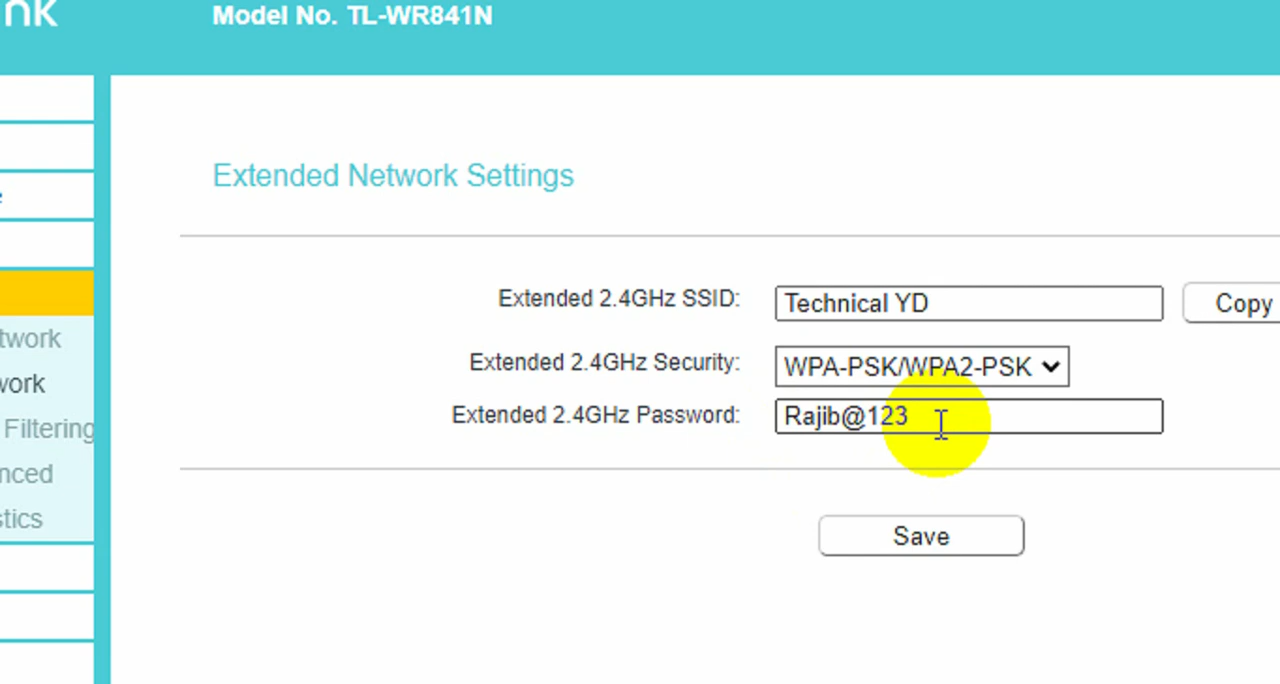 nk
Model No. TL-WR841N
Extended Network Settings
Extended 2.4GHz SSID: Technical YD Copy
Extended 2.4GHz Security: WPA-PSK/WPA2-PSK
Extended 2.4GHz Password: Rajib@123
Save
twork
work
Filtering
nced
stics